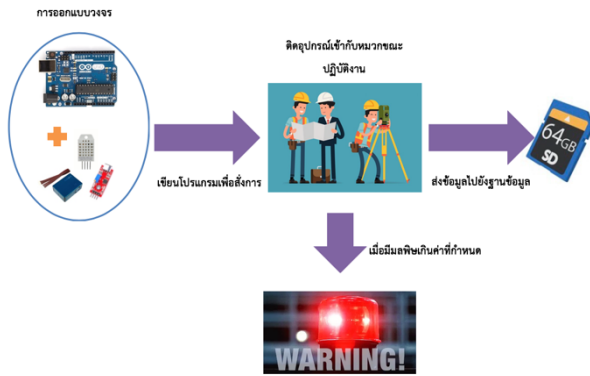 การออกแบบวงจร
ติดอุปกรณ์เข้ากับหมวกขณะ
ปฏิบัติงาน
เขียนโปรแกรมเพื่อสั่งการ
ส่งข้อมูลไปยังฐานข้อมูล
64GB
SD
เมื่อมีมลพิษเกินค่าที่กำหนด
WARNING!